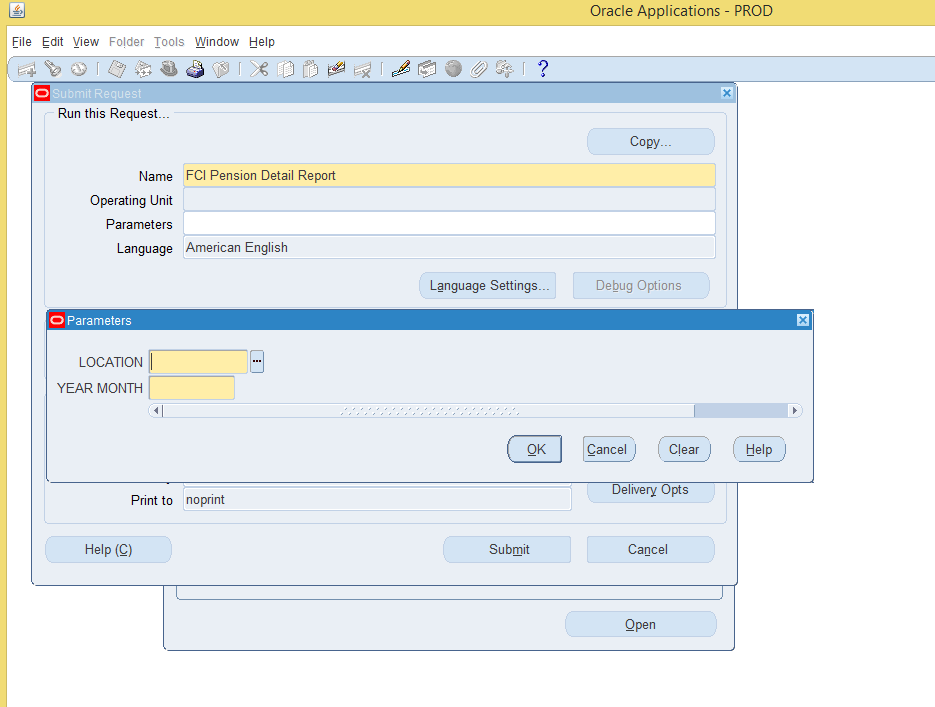 Oracle Applications - PROD
File Edit View Folder Tools Window Help
?
Submit Request
Run this Request...
Copy...
Name FCI Pension Detail Report
Operating Unit
Parameters
Language American English
Language Settings... Debug Options
Parameters
LOCATION ...
YEAR MONTH
OK Cancel Clear Help
Delivery Opts
Print to noprint
Help (C) Submit Cancel
Open